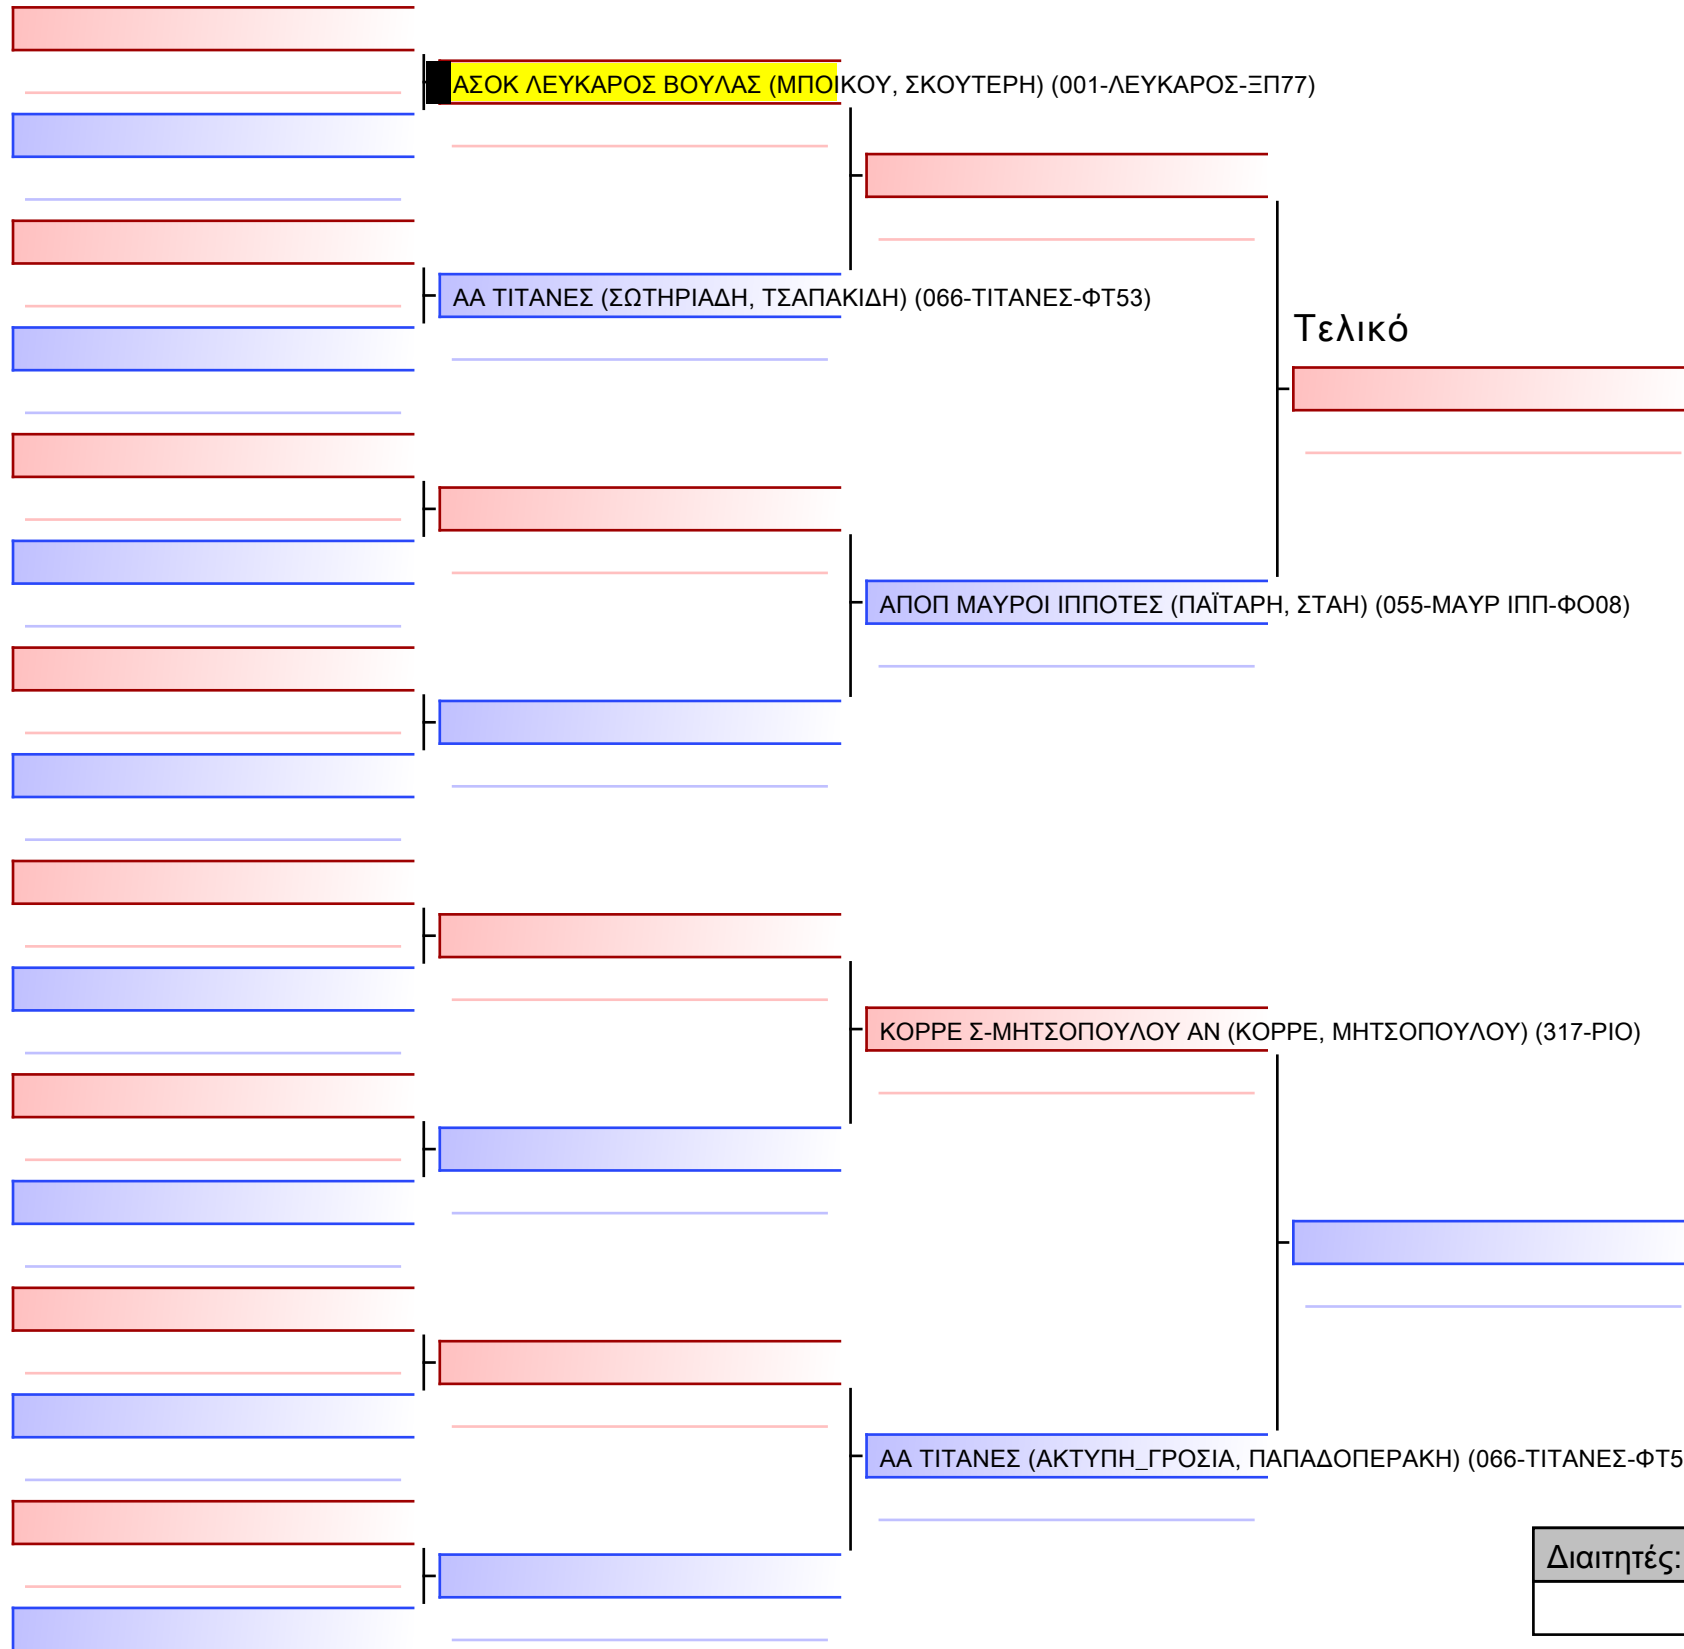 ΑΣΟΚ ΛΕΥΚΑΡΟΣ ΒΟΥΛΑΣ (ΜΠΟΙΚΟΥ, ΣΚΟΥΤΕΡΗ) (001-ΛΕΥΚΑΡΟΣ-ΞΠ77)
ΑΑ ΤΙΤΑΝΕΣ (ΣΩΤΗΡΙΑΔΗ, ΤΣΑΠΑΚΙΔΗ) (066-ΤΙΤΑΝΕΣ-ΦΤ53)
Τελικό
ΑΠΟΠ ΜΑΥΡΟΙ ΙΠΠΟΤΕΣ (ΠΑΪΤΑΡΗ, ΣΤΑΗ) (055-ΜΑΥΡ ΙΠΠ-ΦΟ08)
ΚΟΡΡΕ Σ-ΜΗΤΣΟΠΟΥΛΟΥ ΑΝ (ΚΟΡΡΕ, ΜΗΤΣΟΠΟΥΛΟΥ) (317-ΡΙΟ)
ΑΑ ΤΙΤΑΝΕΣ (ΑΚΤΥΠΗ_ΓΡΟΣΙΑ, ΠΑΠΑΔΟΠΕΡΑΚΗ) (066-ΤΙΤΑΝΕΣ-ΦΤ5
Διαιτητές: